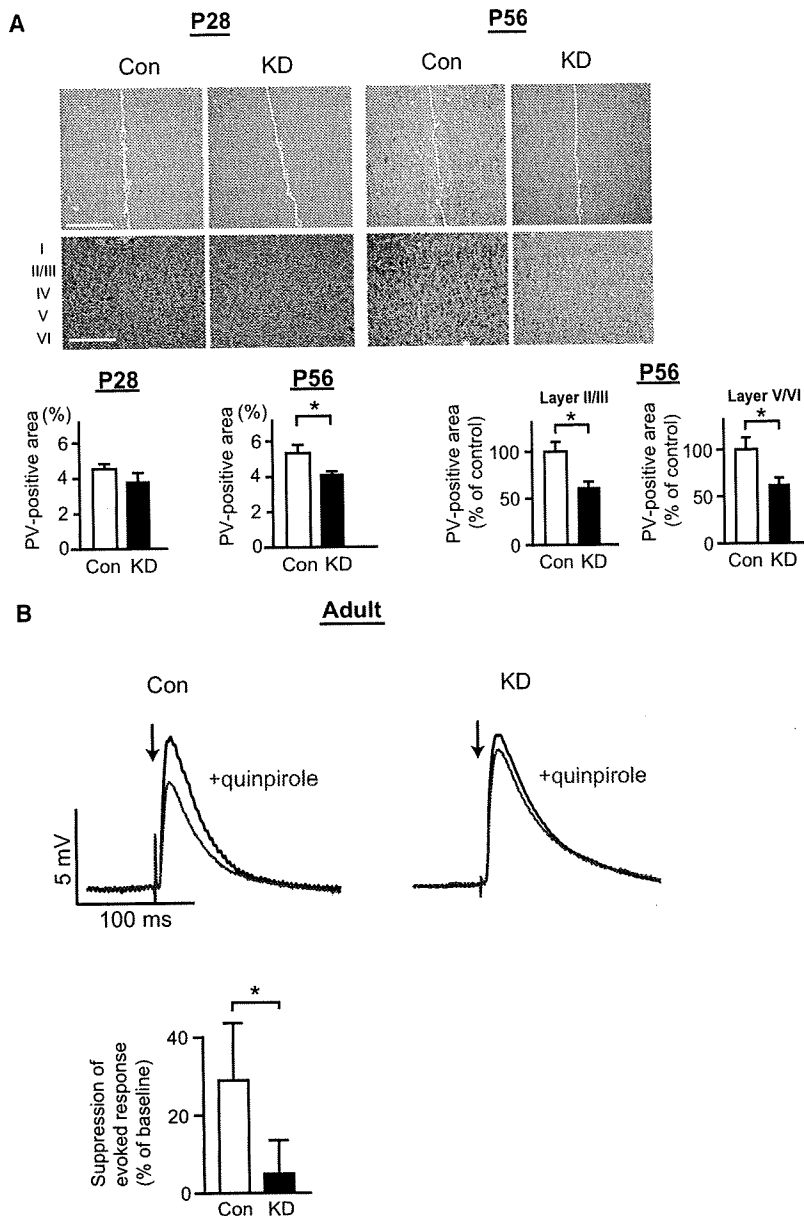 A
P28
P56
Con
KD
Con
KD
I
II/III
IV
V
VI
P28
PV-positive area (%)
6
4
2
0
Con KD
P56
PV-positive area (%)
6
4
2
0
*
Con KD
P56
Layer II/III
PV-positive area
(% of control)
100
50
0
*
Con KD
Layer V/VI
PV-positive area
(% of control)
100
50
0
*
Con KD
B
Adult
Con
KD
+quinpirole
+quinpirole
5 mV
100 ms
Suppression of
evoked response
(% of baseline)
40
20
0
*
Con KD